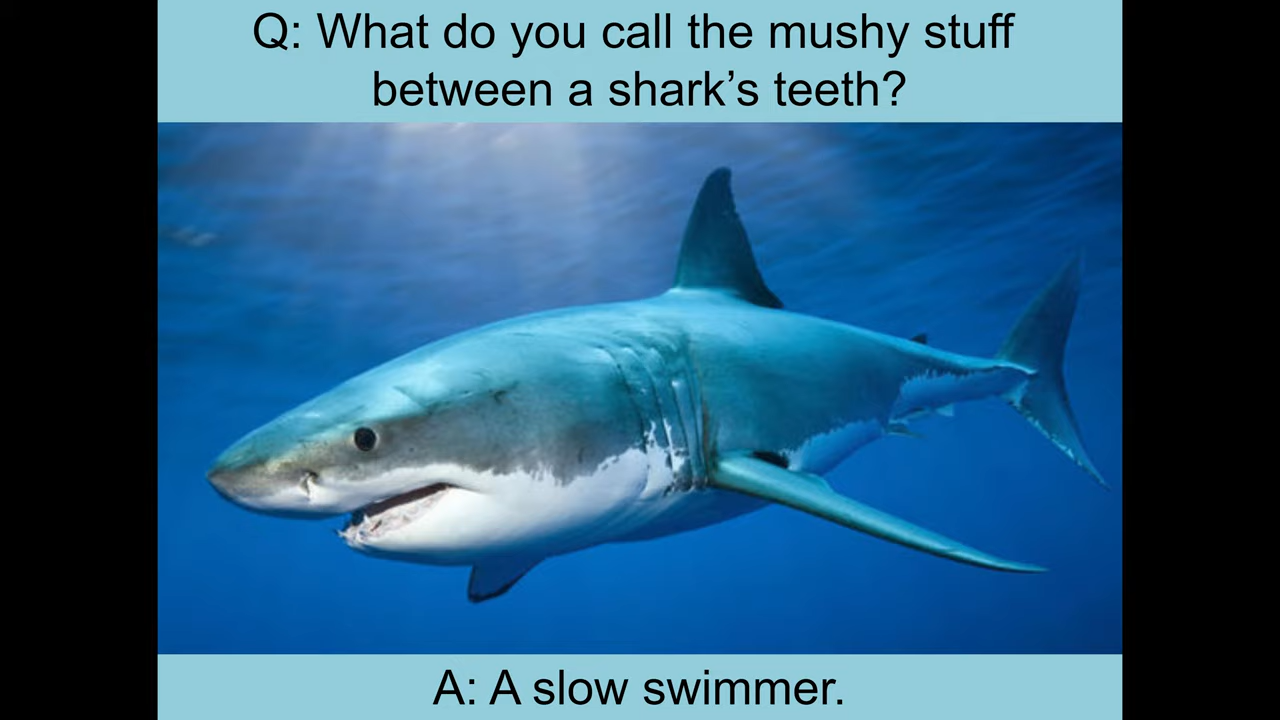 Q: What do you call the mushy stuff
between a shark’s teeth?
A: A slow swimmer.